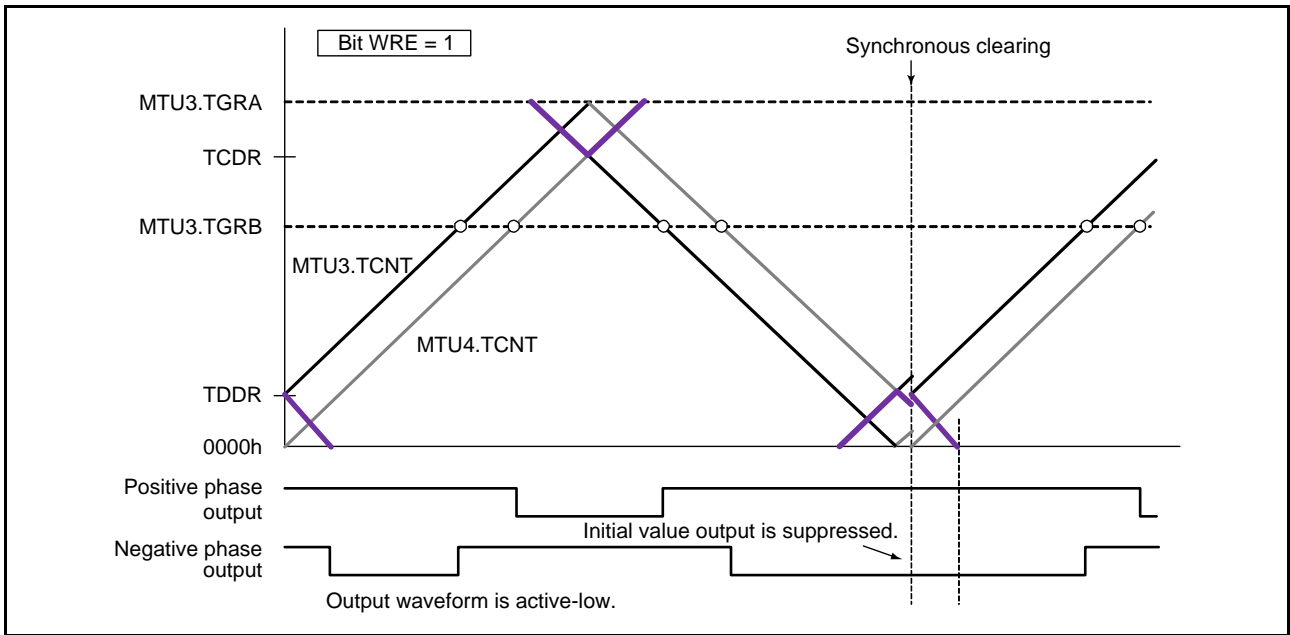 Bit WRE = 1
Synchronous clearing
MTU3.TGRA
TCDR
MTU3.TGRB
MTU3.TCNT
MTU4.TCNT
TDDR
0000h
Positive phase
output
Initial value output is suppressed.
Negative phase
output
Output waveform is active-low.